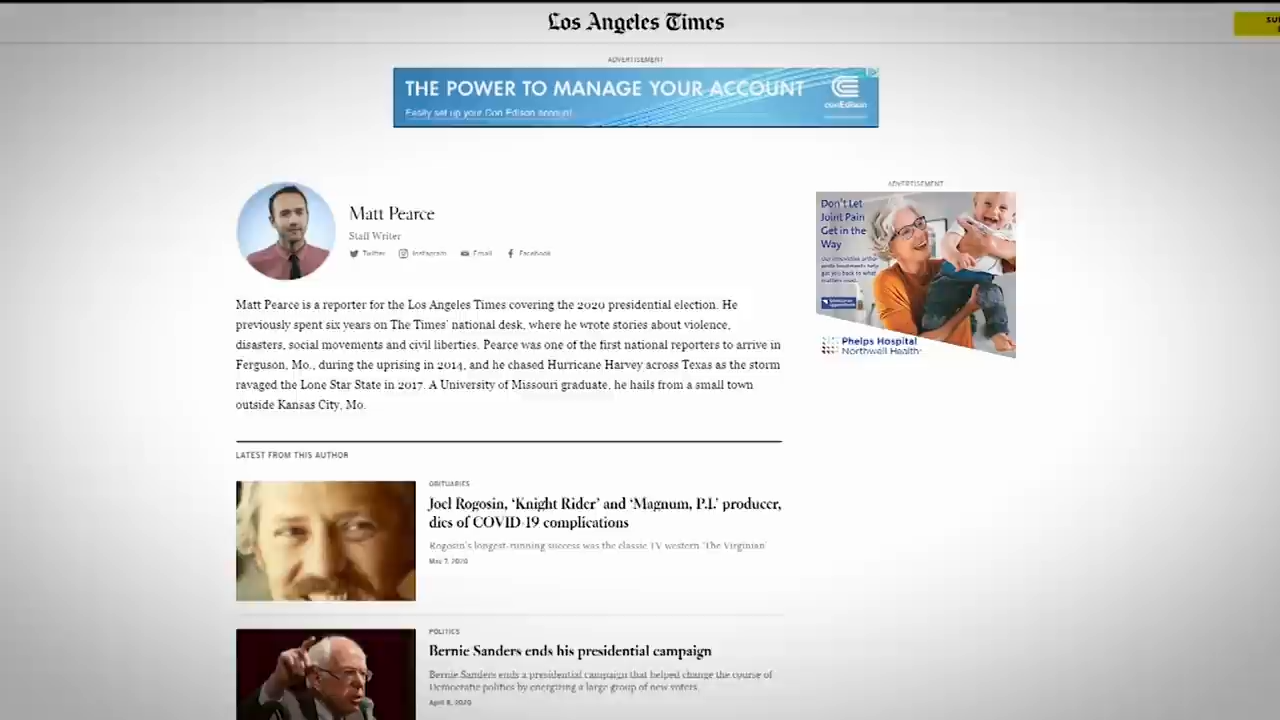 Los Angeles Times
ADVERTISEMENT
THE POWER TO MANAGE YOUR ACCOUNT
Easily set up your Con Edison account
conEdison
Matt Pearce
Staff Writer
Twitter Instagram Email Facebook
Matt Pearce is a reporter for the Los Angeles Times covering the 2020 presidential election. He
previously spent six years on The Times' national desk, where he wrote stories about violence,
disasters, social movements and civil liberties. Pearce was one of the first national reporters to arrive in
Ferguson, Mo., during the uprising in 2014, and he chased Hurricane Harvey across Texas as the storm
ravaged the Lone Star State in 2017. A University of Missouri graduate, he hails from a small town
outside Kansas City, Mo.
ADVERTISEMENT
Don't Let
Joint Pain
Get in the
Way
Phelps Hospital
Northwell Health
LATEST FROM THIS AUTHOR
OBITUARIES
Joel Rogosin, 'Knight Rider' and 'Magnum, P.I.' producer,
dies of COVID-19 complications
Rogosin's longest-running success was the classic TV western 'The Virginian'
May 7, 2020
POLITICS
Bernie Sanders ends his presidential campaign
Bernie Sanders ends a presidential campaign that helped change the course of
Democratic politics by energizing a large group of new voters.
April 8, 2020